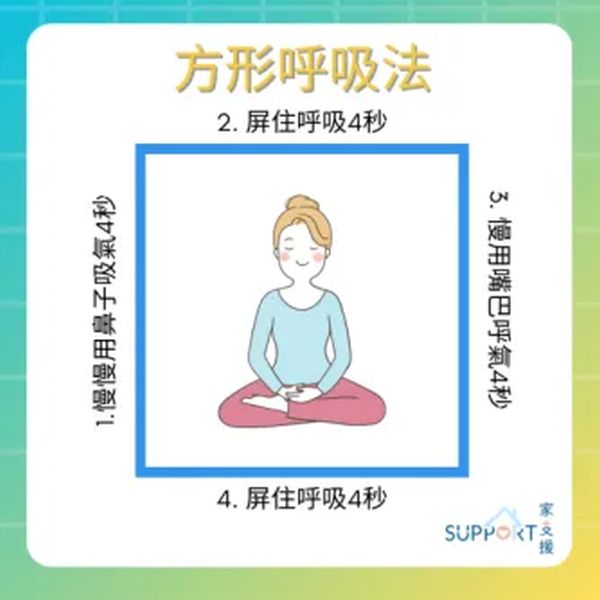 方形呼吸法
2. 屏住呼吸4秒
1.慢慢用鼻子吸氣4秒
3. 慢用嘴巴呼氣4秒
4. 屏住呼吸4秒
SUPPORT
家支援